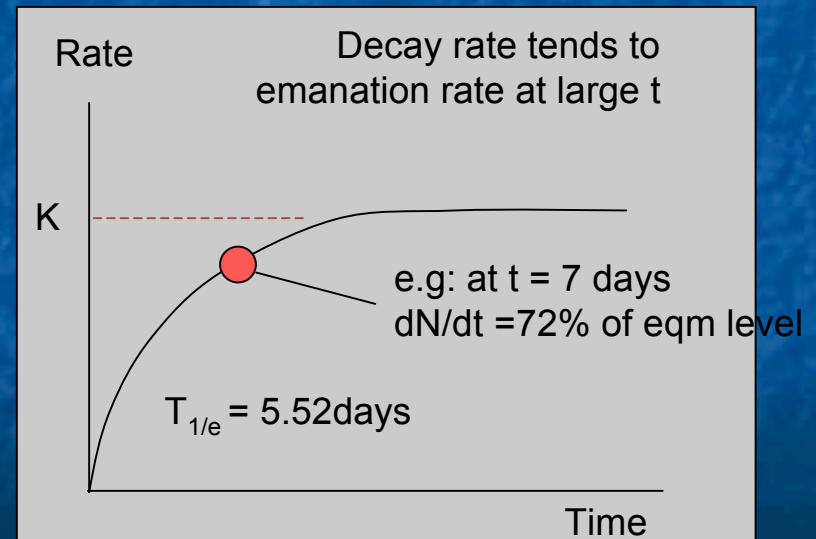 Rate
Decay rate tends to
emanation rate at large t
K
e.g: at t = 7 days
dN/dt =72% of eqm level
T1/e = 5.52days
Time